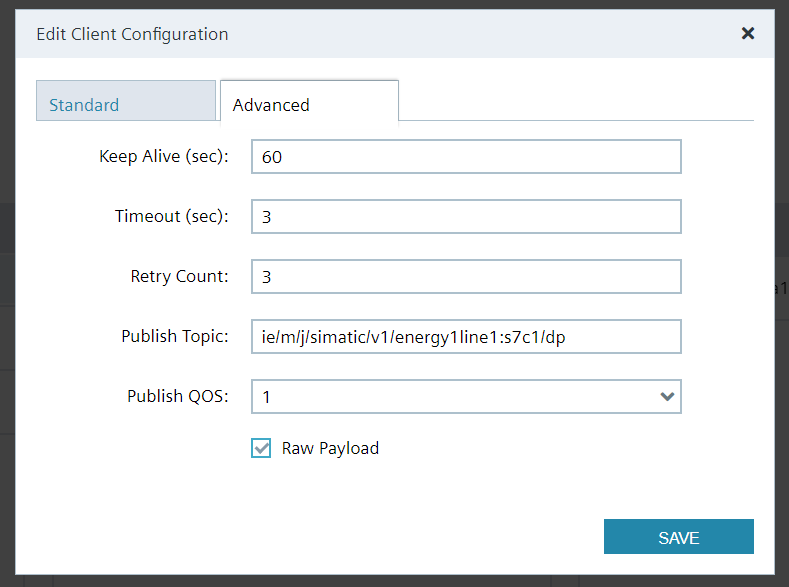 Edit Client Configuration
Standard
Advanced
Keep Alive (sec):
60
Timeout (sec):
3
Retry Count:
3
Publish Topic:
ie/m/j/simatic/v1/energy1line1:s7c1/dp
Publish QOS:
1
Raw Payload
SAVE